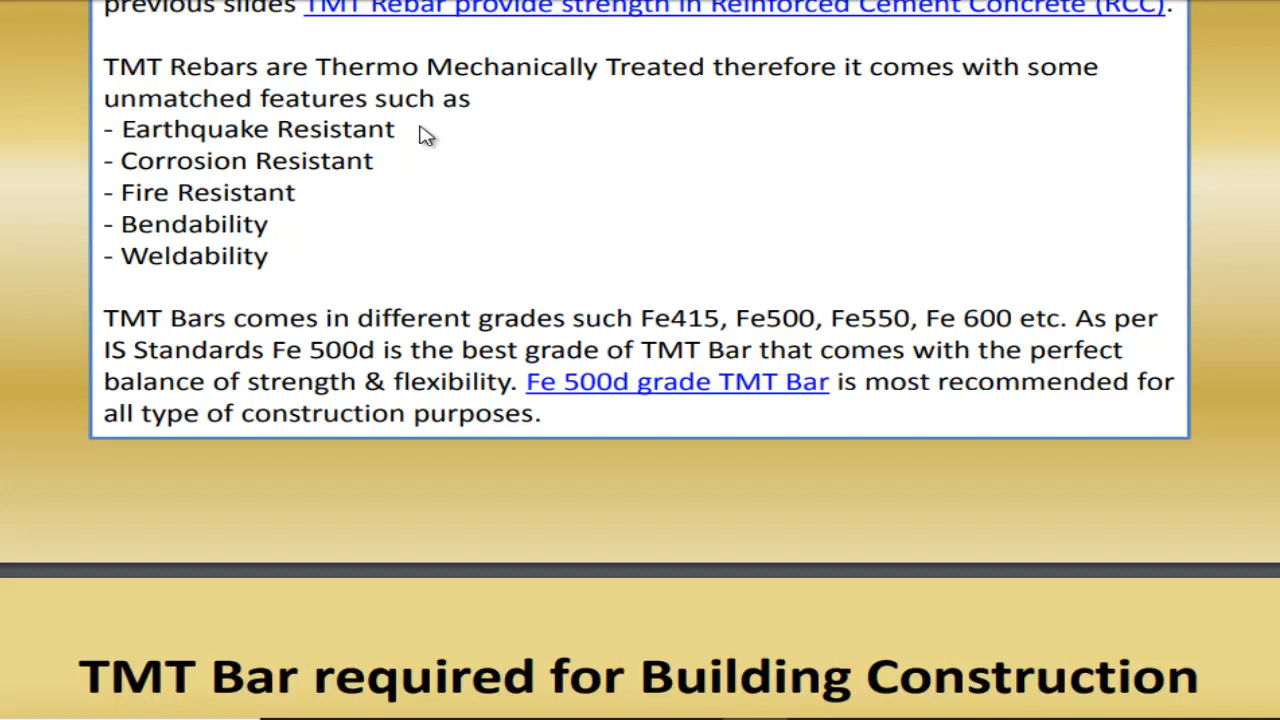 previous slides TMT Rebar provide strength in Reinforced Cement Concrete (RCC).
TMT Rebars are Thermo Mechanically Treated therefore it comes with some
unmatched features such as
- Earthquake Resistant
- Corrosion Resistant
- Fire Resistant
- Bendability
- Weldability
TMT Bars comes in different grades such Fe415, Fe500, Fe550, Fe 600 etc. As per
IS Standards Fe 500d is the best grade of TMT Bar that comes with the perfect
balance of strength & flexibility. Fe 500d grade TMT Bar is most recommended for
all type of construction purposes.
TMT Bar required for Building Construction